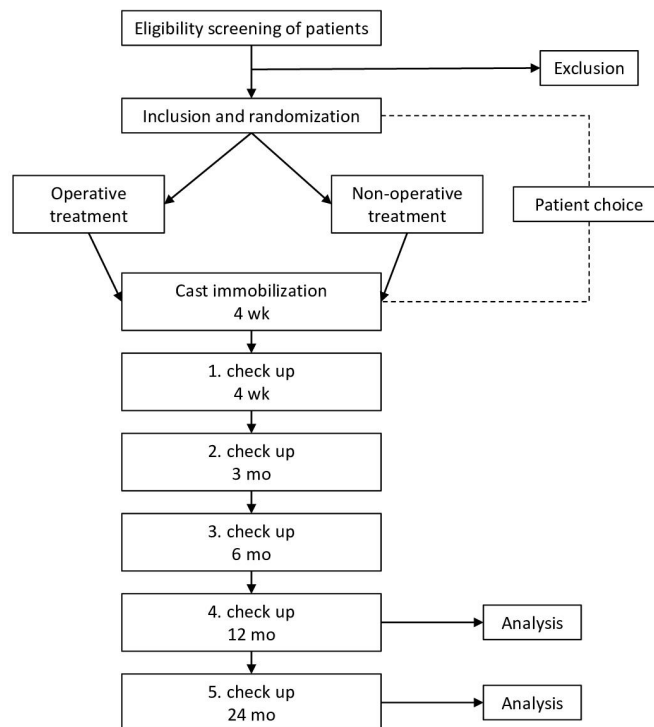 Eligibility screening of patients
Exclusion
Inclusion and randomization
Operative
treatment
Non-operative
treatment
Patient choice
Cast immobilization
4 wk
1. check up
4 wk
2. check up
3 mo
3. check up
6 mo
4. check up
12 mo
Analysis
5. check up
24 mo
Analysis